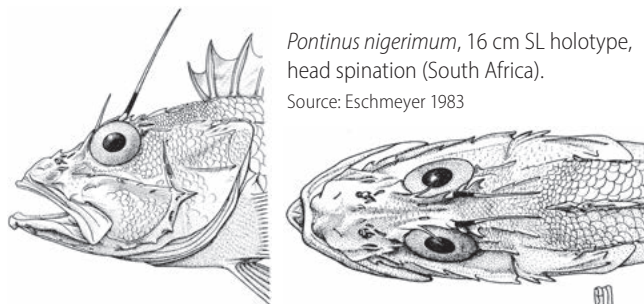 Pontinus nigerimum, 16 cm SL holotype,
head spination (South Africa).
Source: Eschmeyer 1983